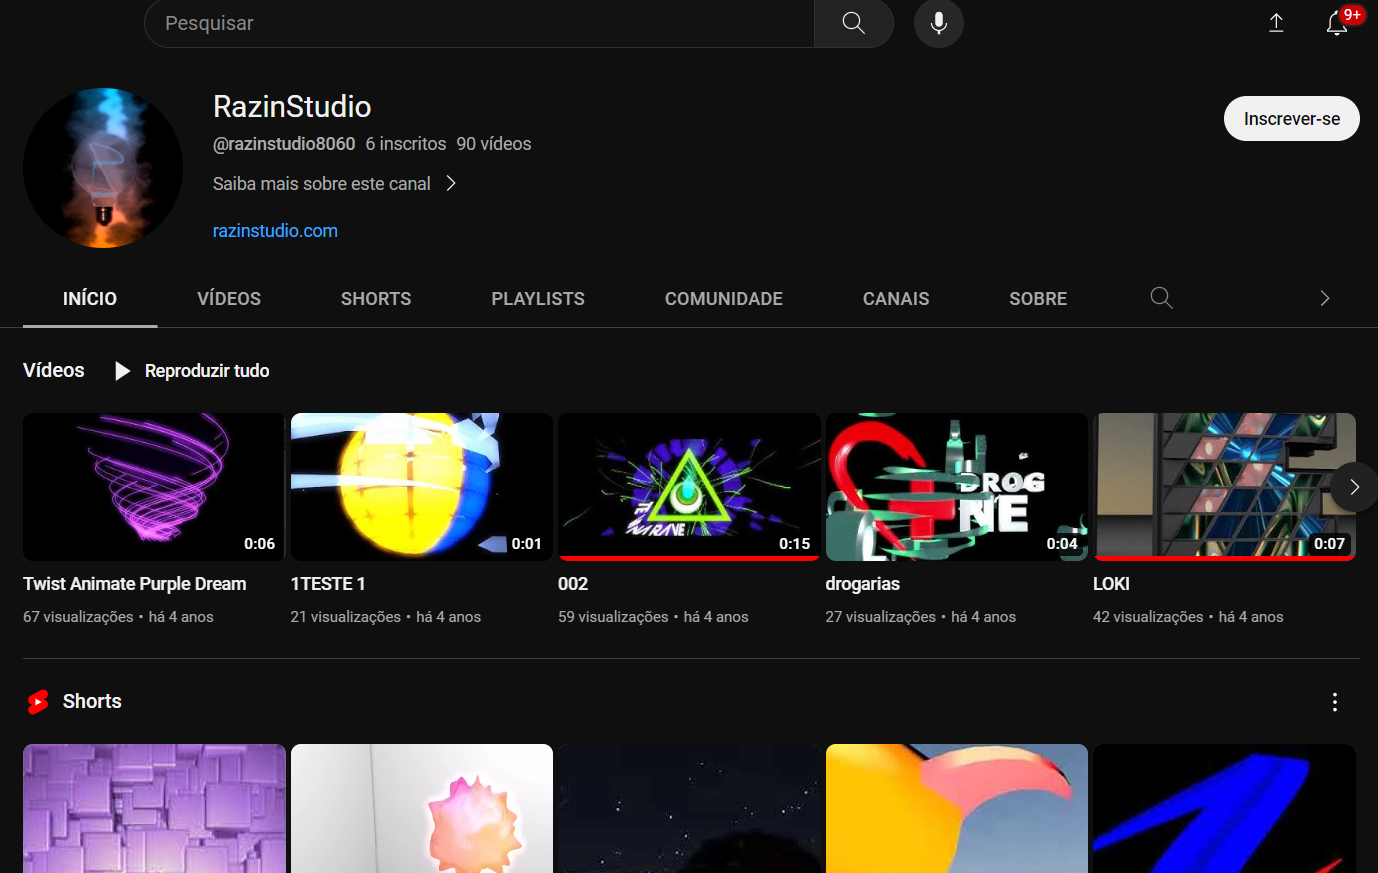 Pesquisar
9+
RazinStudio
@razinstudio8060 6 inscritos 90 vídeos
Saiba mais sobre este canal
razinstudio.com
Inscrever-se
INÍCIO VÍDEOS SHORTS PLAYLISTS COMUNIDADE CANAIS SOBRE
Vídeos Reproduzir tudo
DROG
NE
0:06 0:01 0:15 0:04 0:07
Twist Animate Purple Dream 1TESTE 1 002 drogarias LOKI
67 visualizações • há 4 anos 21 visualizações • há 4 anos 59 visualizações • há 4 anos 27 visualizações • há 4 anos 42 visualizações • há 4 anos
Shorts